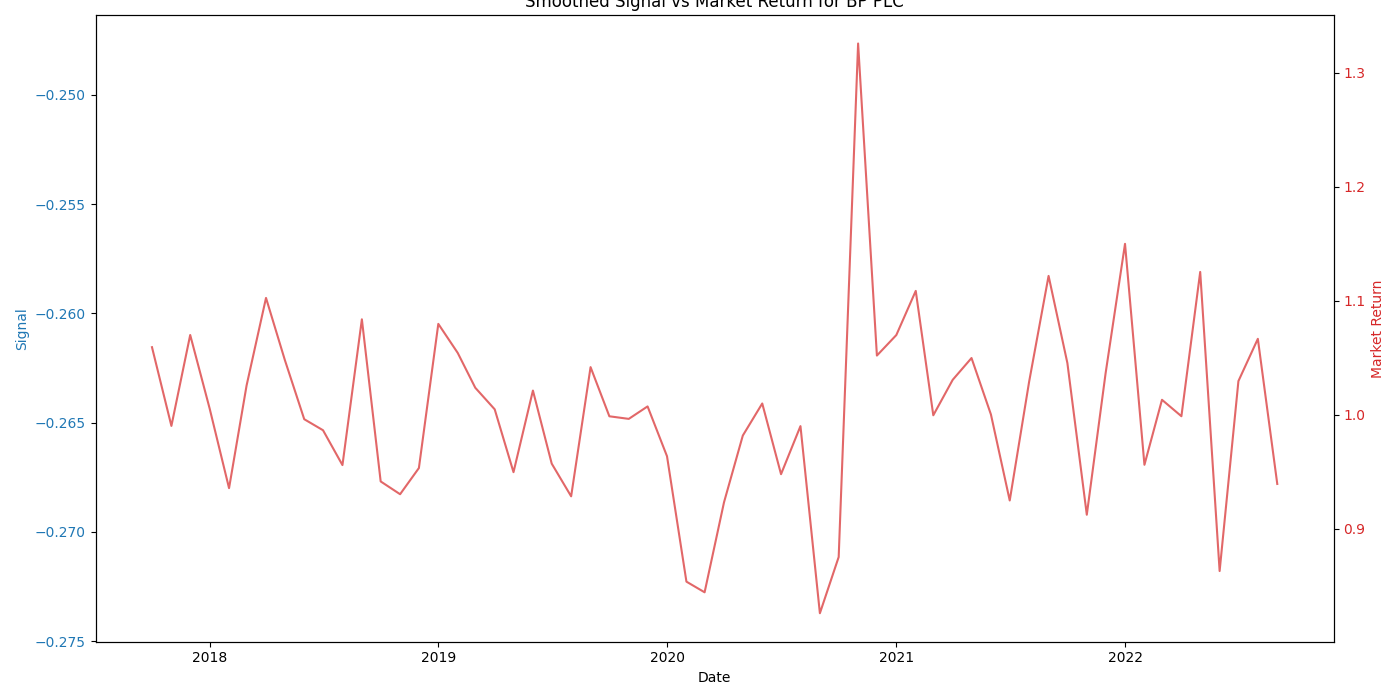 Smoothed Signal vs Market Return for BP PLC
−0.250
−0.255
−0.260
−0.265
−0.270
−0.275
Signal
1.3
1.2
1.1
1.0
0.9
Market Return
2018 2019 2020 2021 2022
Date